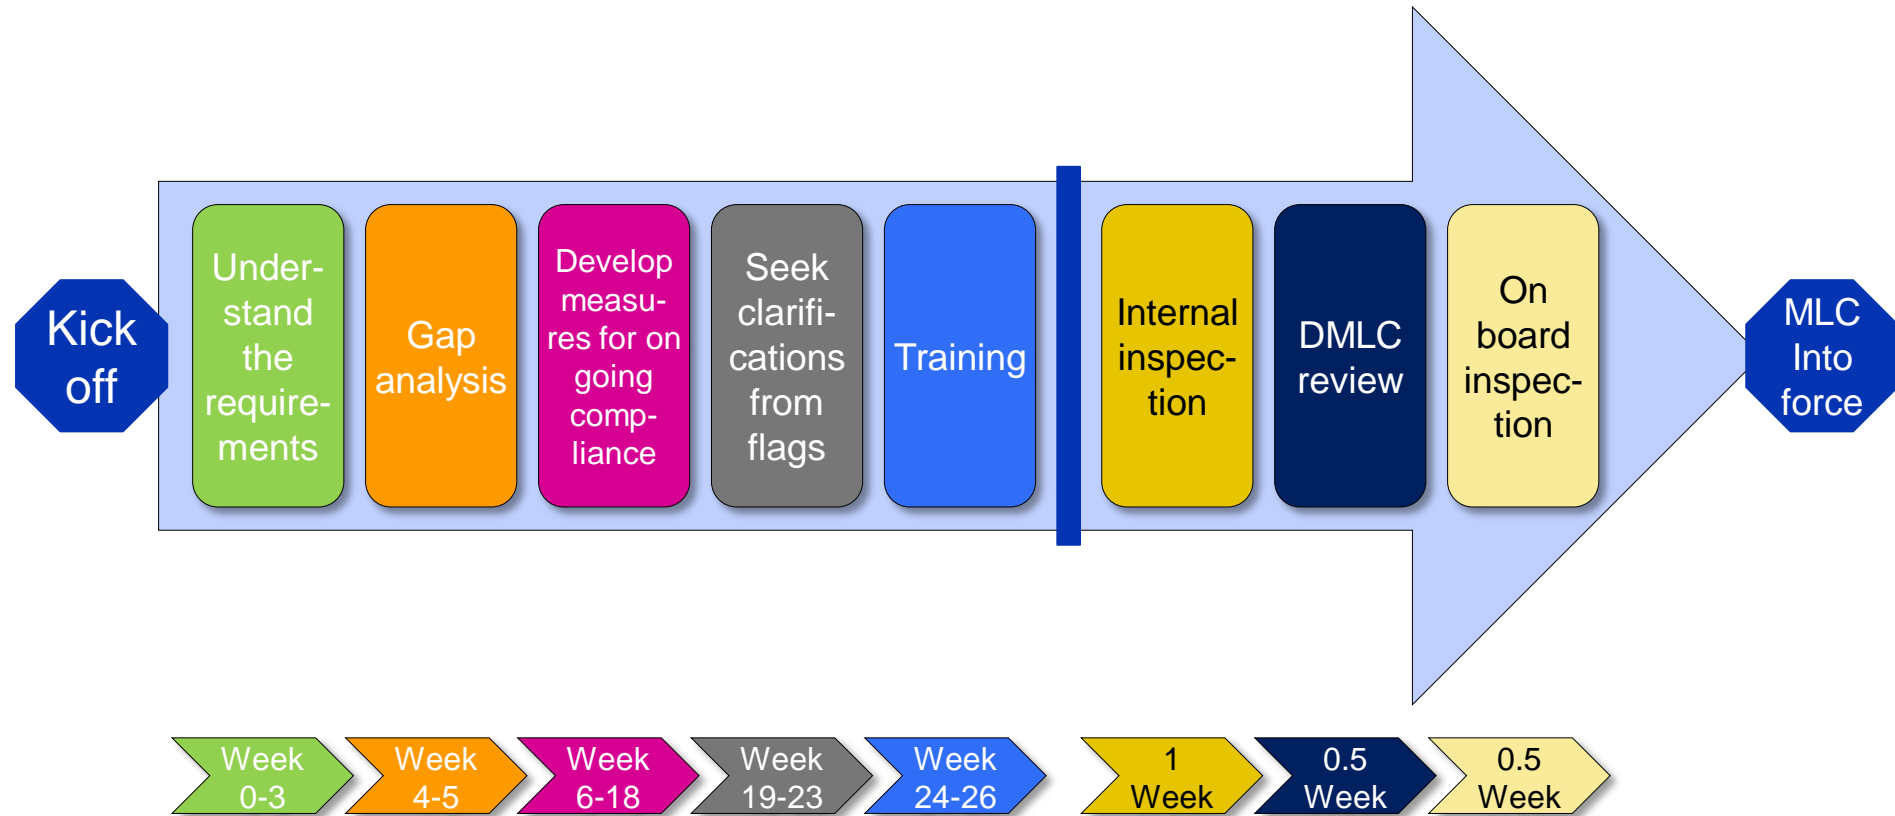 Kick
off
Under-
stand
the
require-
ments
Gap
analysis
Develop
measu-
res for on
going
comp-
liance
Seek
clarifi-
cations
from
flags
Training
Internal
inspec-
tion
DMLC
review
On
board
inspec-
tion
MLC
Into
force
Week
0-3
Week
4-5
Week
6-18
Week
19-23
Week
24-26
1
Week
0.5
Week
0.5
Week